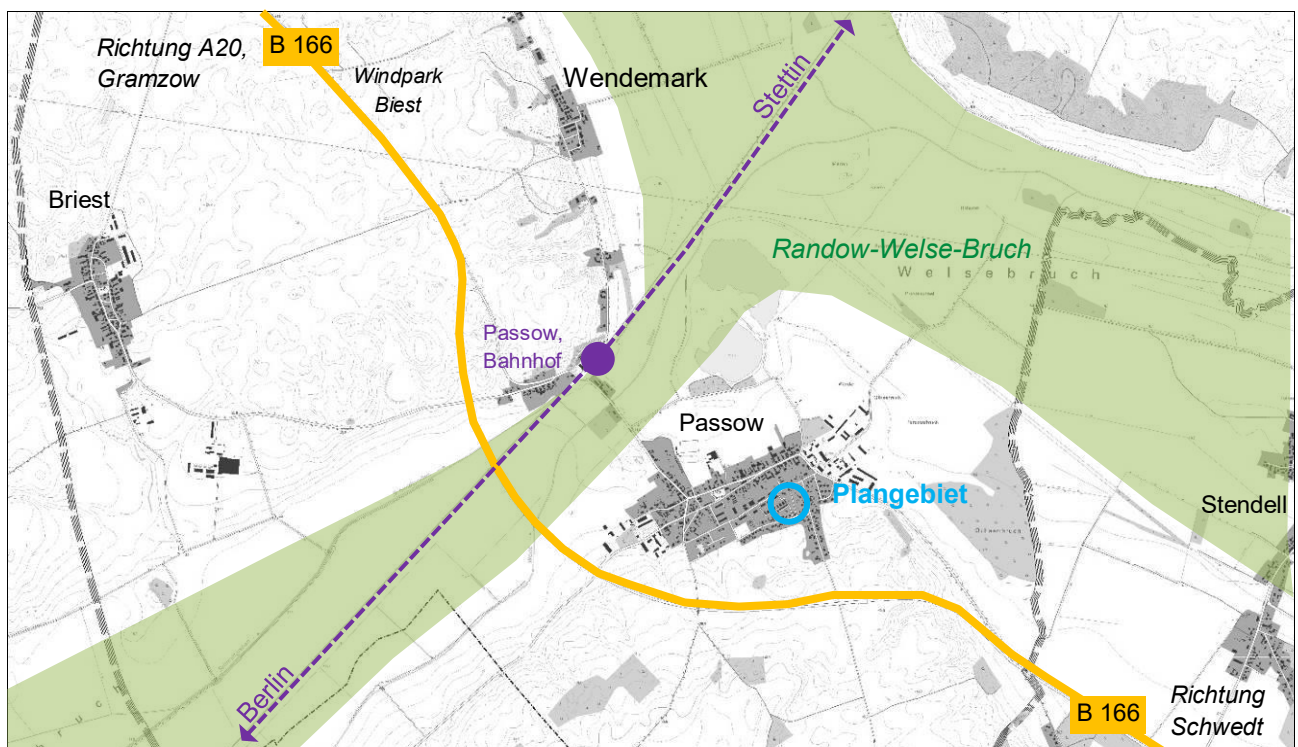 Richtung A20,
Gramzow
B 166
Windpark
Biest
Wendemark
Stettin
Briest
Randow-Welse-Bruch
Welsebruch
Passow,
Bahnhof
Passow
Plangebiet
Stendell
Berlin
B 166
Richtung
Schwedt